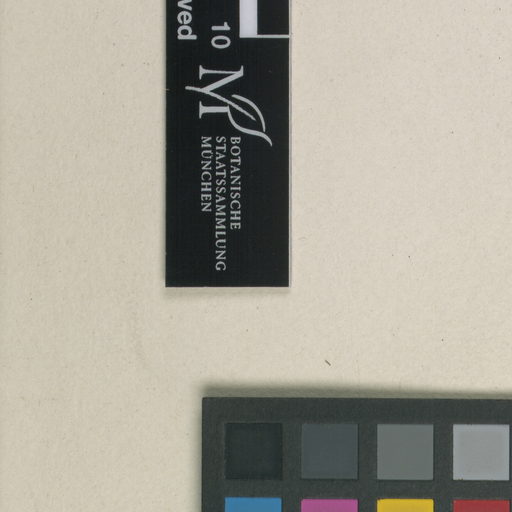 ved
10
M
BOTANISCHE
STAATSSAMMLUNG
MÜNCHEN